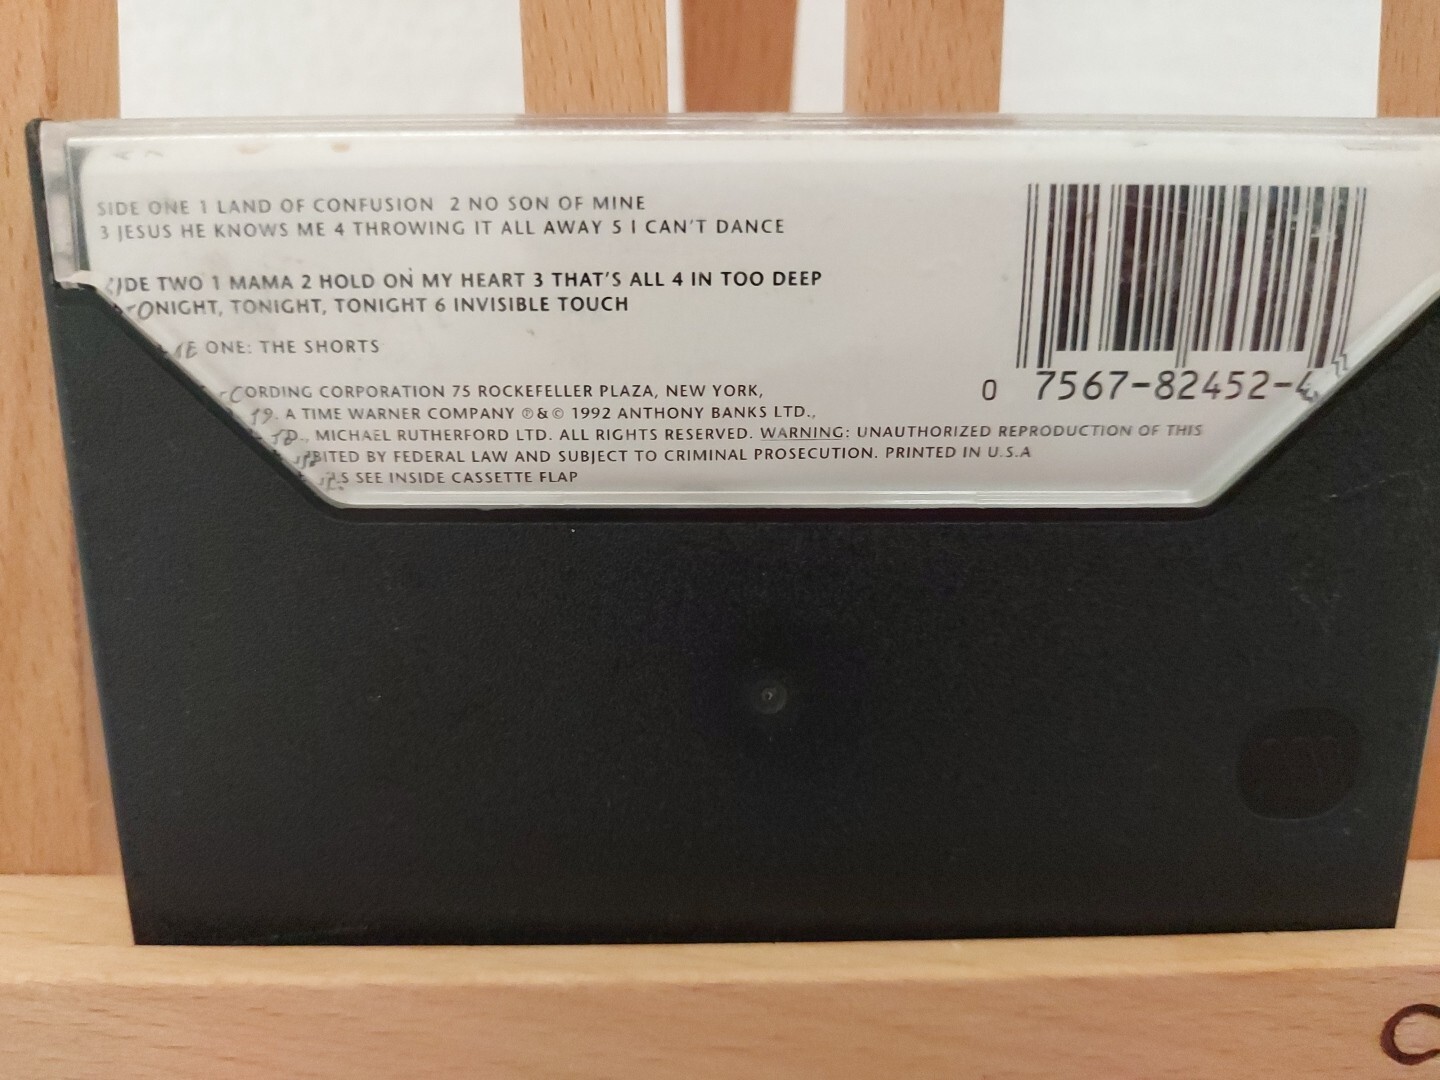 SIDE ONE 1 LAND OF CONFUSION 2 NO SON OF MINE
3 JESUS HE KNOWS ME 4 THROWING IT ALL AWAY 5 I CAN'T DANCE
IDE TWO 1 MAMA 2 HOLD ON MY HEART 3 THAT'S ALL 4 IN TOO DEEP
ONIGHT, TONIGHT, TONIGHT 6 INVISIBLE TOUCH
ONE: THE SHORTS
CORDING CORPORATION 75 ROCKEFELLER PLAZA, NEW YORK,
19. A TIME WARNER COMPANY ℗&© 1992 ANTHONY BANKS LTD.,
TD., MICHAEL RUTHERFORD LTD. ALL RIGHTS RESERVED. WARNING: UNAUTHORIZED REPRODUCTION OF THIS
BITED BY FEDERAL LAW AND SUBJECT TO CRIMINAL PROSECUTION. PRINTED IN U.S.A
SEE INSIDE CASSETTE FLAP
0 7567-82452-4